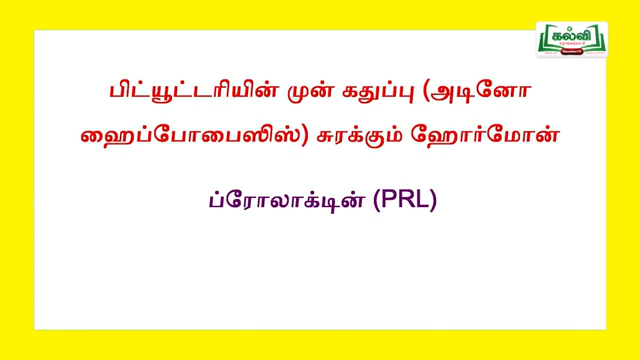 கல்வி
பிட்யூட்டரியின் முன் கதுப்பு (அடினோ
ஹைப்போபைஸிஸ்) சுரக்கும் ஹோர்மோன்
ப்ரோலாக்டின் (PRL)